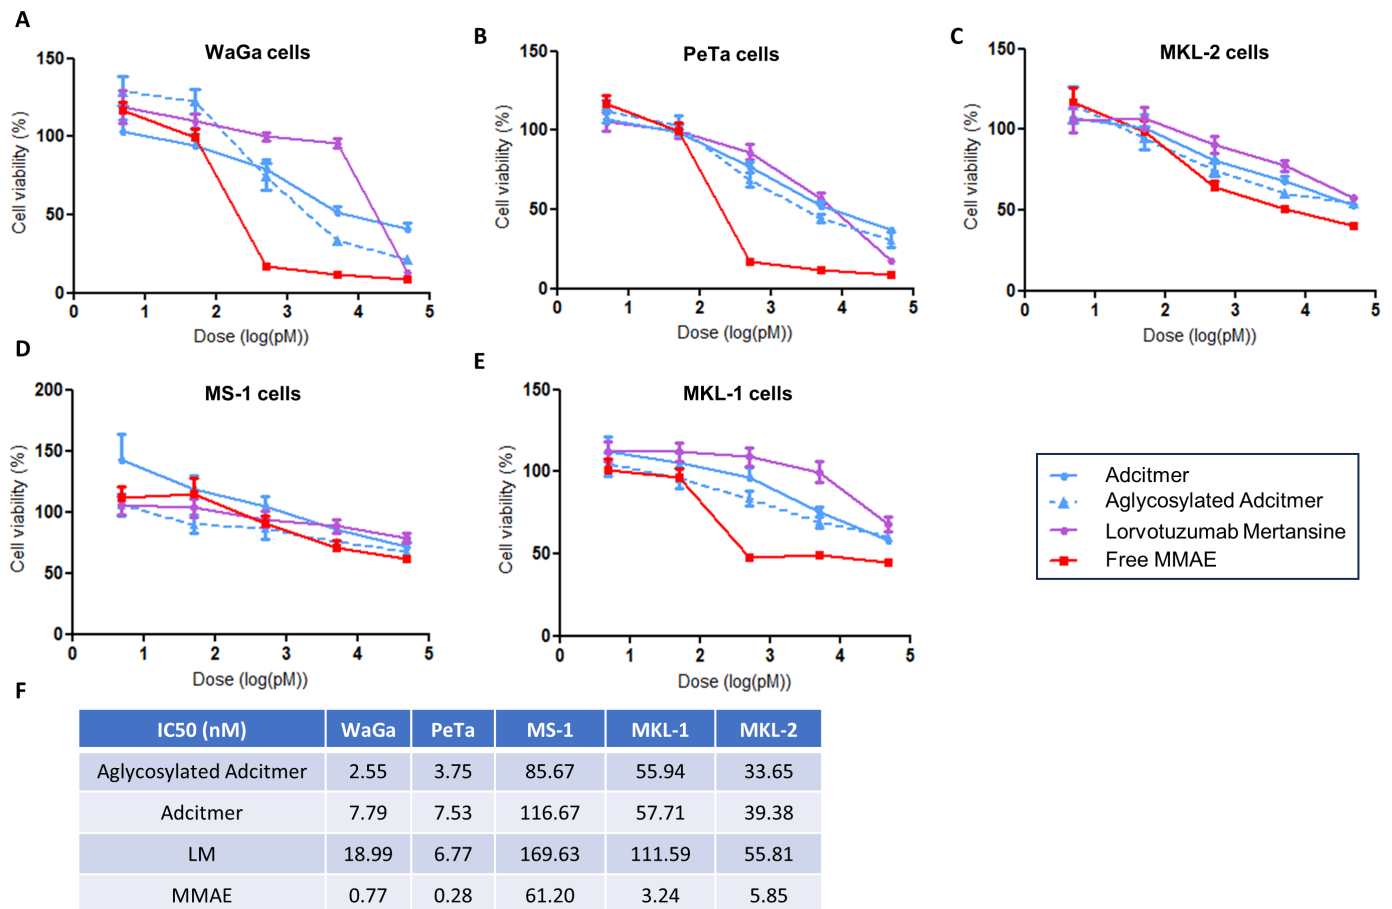 A
WaGa cells
150
100
50
0
Cell viability (%)
0 1 2 3 4 5
Dose (log(pM))
B
PeTa cells
150
100
50
0
Cell viability (%)
0 1 2 3 4 5
Dose (log(pM))
C
MKL-2 cells
150
100
50
0
Cell viability (%)
0 1 2 3 4 5
Dose (log(pM))
D
MS-1 cells
200
150
100
50
0
Cell viability (%)
0 1 2 3 4 5
Dose (log(pM))
E
MKL-1 cells
150
100
50
0
Cell viability (%)
0 1 2 3 4 5
Dose (log(pM))
Adcitmer
Aglycosylated Adcitmer
Lorvotuzumab Mertansine
Free MMAE
F
IC50 (nM) WaGa PeTa MS-1 MKL-1 MKL-2
Aglycosylated Adcitmer 2.55 3.75 85.67 55.94 33.65
Adcitmer 7.79 7.53 116.67 57.71 39.38
LM 18.99 6.77 169.63 111.59 55.81
MMAE 0.77 0.28 61.20 3.24 5.85